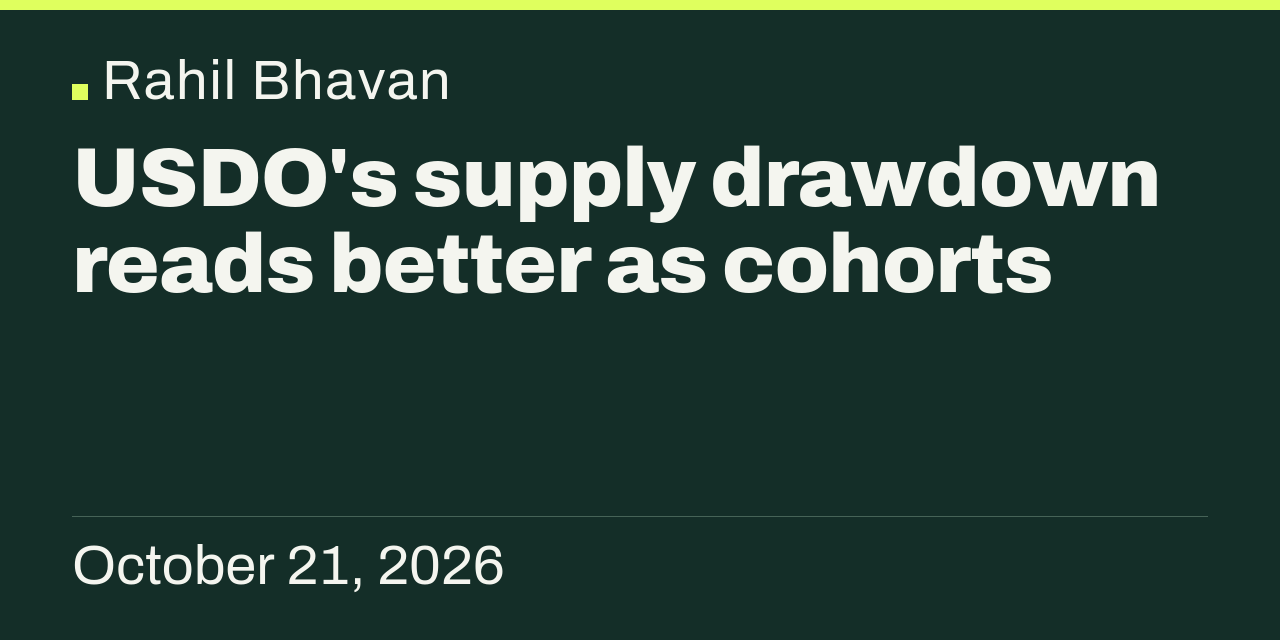 Rahil Bhavan
USDO's supply drawdown
reads better as cohorts
October 21, 2026